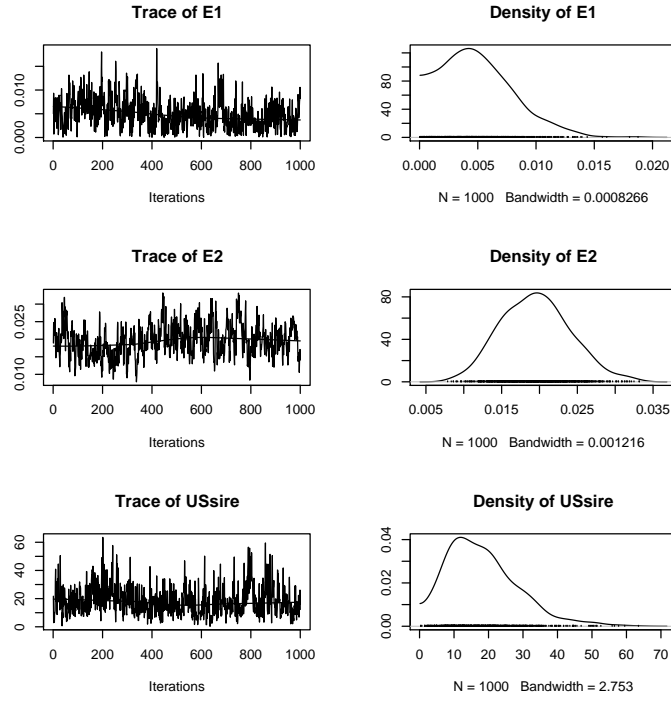 Trace of E1
0.000 0.010
0 200 400 600 800 1000
Iterations
Density of E1
0 40 80
0.000 0.005 0.010 0.015 0.020
N = 1000 Bandwidth = 0.0008266
Trace of E2
0.010 0.025
0 200 400 600 800 1000
Iterations
Density of E2
0 40 80
0.005 0.015 0.025 0.035
N = 1000 Bandwidth = 0.001216
Trace of USsire
0 20 40 60
0 200 400 600 800 1000
Iterations
Density of USsire
0.00 0.02 0.04
0 10 20 30 40 50 60 70
N = 1000 Bandwidth = 2.753